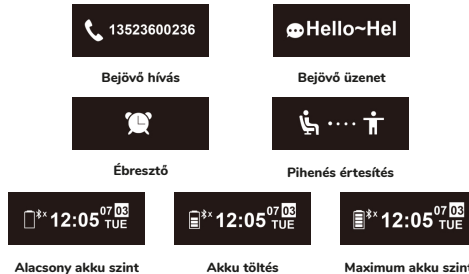 13523600236
Hello~Hel
Bejövő hívás
Bejövő üzenet
Ébresztő
Pihenés értesítés
12:05 07 03 TUE
12:05 07 03 TUE
12:05 07 03 TUE
Alacsony akku szint
Akku töltés
Maximum akku szint